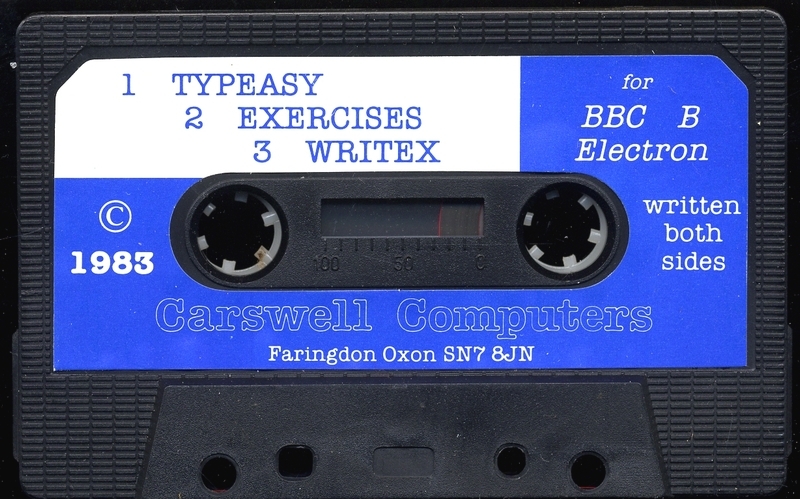 1 TYPEASY
2 EXERCISES
3 WRITEX
for
BBC B
Electron
© 1983
written
both
sides
100 50 0
Carswell Computers
Faringdon Oxon SN7 8JN